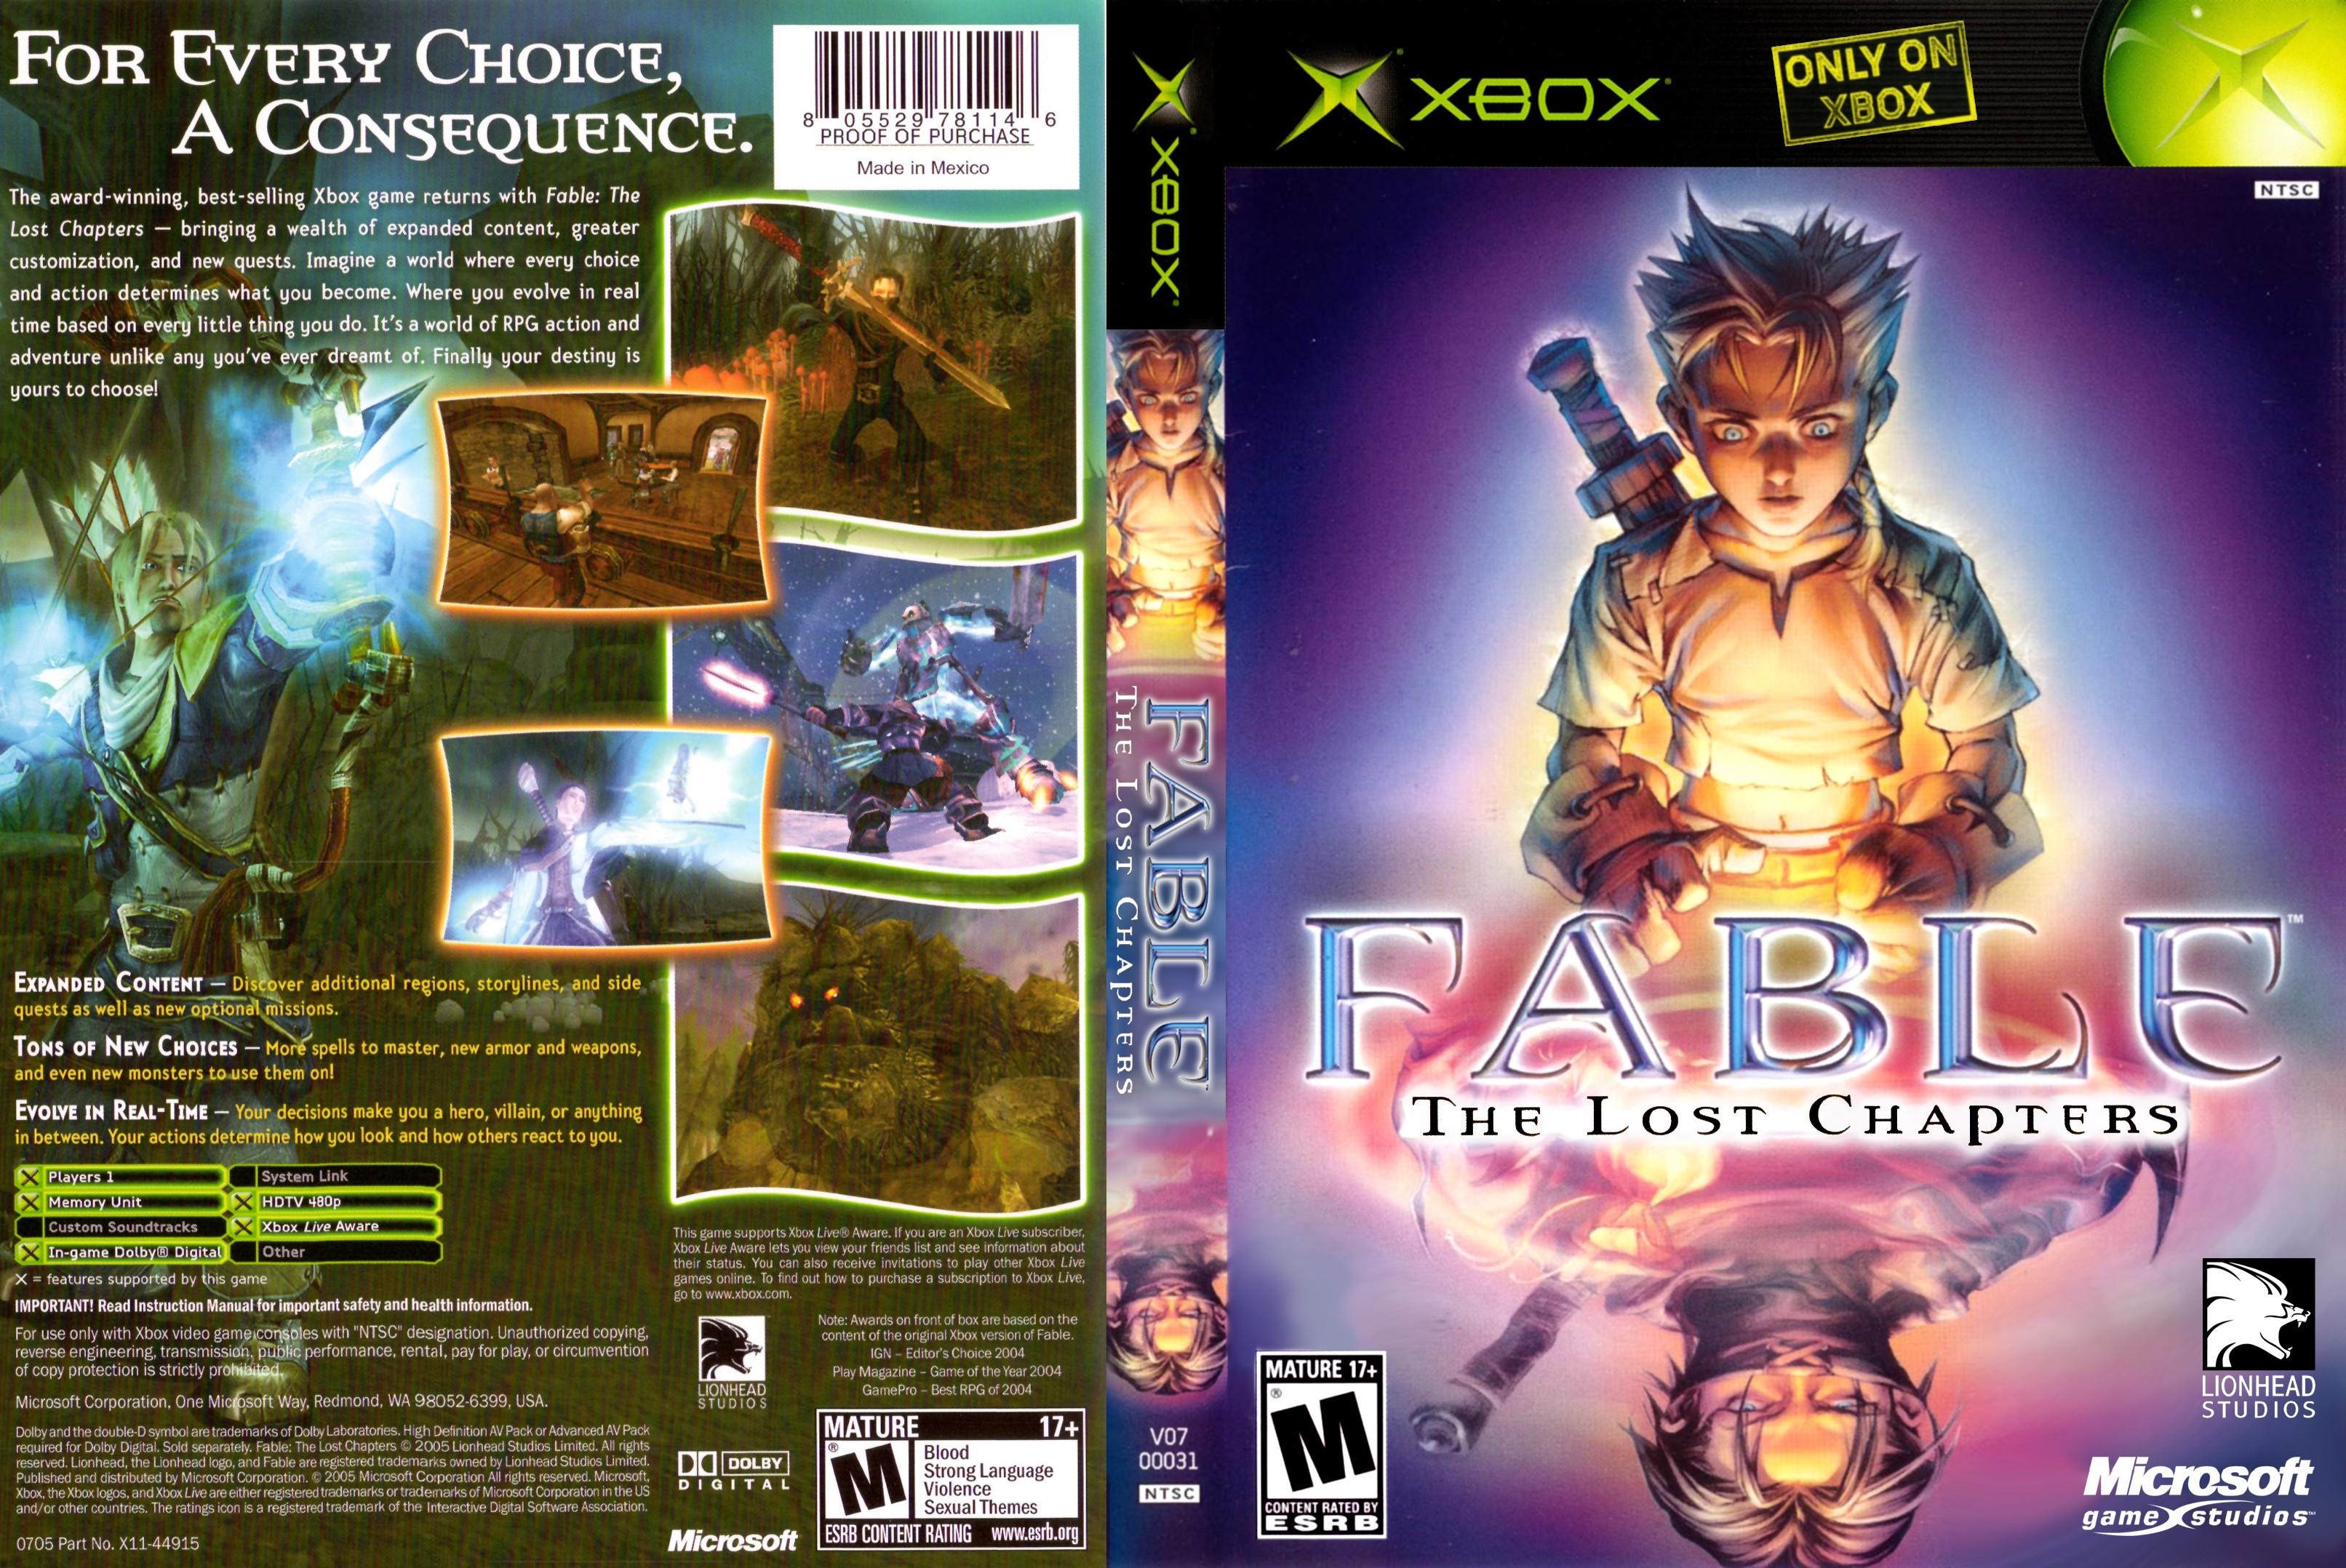 FOR EVERY CHOICE,
A CONSEQUENCE.
8 05529 78114 6
PROOF OF PURCHASE
Made in Mexico
The award-winning, best-selling Xbox game returns with Fable: The
Lost Chapters — bringing a wealth of expanded content, greater
customization, and new quests. Imagine a world where every choice
and action determines what you become. Where you evolve in real
time based on every little thing you do. It's a world of RPG action and
adventure unlike any you've ever dreamt of. Finally your destiny is
yours to choose!
EXPANDED CONTENT — Discover additional regions, storylines, and side
quests as well as new optional missions.
TONS OF NEW CHOICES — More spells to master, new armor and weapons,
and even new monsters to use them on!
EVOLVE IN REAL-TIME — Your decisions make you a hero, villain, or anything
in between. Your actions determine how you look and how others react to you.
Players 1
System Link
Memory Unit
HDTV 480p
Custom Soundtracks
Xbox Live Aware
In-game Dolby® Digital
Other
X = features supported by this game
IMPORTANT! Read Instruction Manual for important safety and health information.
For use only with Xbox video game consoles with "NTSC" designation. Unauthorized copying,
reverse engineering, transmission, public performance, rental, pay for play, or circumvention
of copy protection is strictly prohibited.
Microsoft Corporation, One Microsoft Way, Redmond, WA 98052-6399, USA.
Dolby and the double-D symbol are trademarks of Dolby Laboratories. High Definition AV Pack or Advanced AV Pack
required for Dolby Digital. Sold separately. Fable: The Lost Chapters © 2005 Lionhead Studios Limited. All rights
reserved. Lionhead, the Lionhead logo, and Fable are registered trademarks owned by Lionhead Studios Limited.
Published and distributed by Microsoft Corporation. © 2005 Microsoft Corporation All rights reserved. Microsoft,
Xbox, the Xbox logos, and Xbox Live are either registered trademarks or trademarks of Microsoft Corporation in the US
and/or other countries. The ratings icon is a registered trademark of the Interactive Digital Software Association.
0705 Part No. X11-44915
This game supports Xbox Live® Aware. If you are an Xbox Live subscriber,
Xbox Live Aware lets you view your friends list and see information about
their status. You can also receive invitations to play other Xbox Live
games online. To find out how to purchase a subscription to Xbox Live,
go to www.xbox.com.
LIONHEAD
STUDIOS
Note: Awards on front of box are based on the
content of the original Xbox version of Fable.
IGN – Editor's Choice 2004
Play Magazine – Game of the Year 2004
GamePro – Best RPG of 2004
DOLBY
DIGITAL
Microsoft
MATURE 17+
M®
Blood
Strong Language
Violence
Sexual Themes
ESRB CONTENT RATING www.esrb.org
XBOX
FABLE
THE LOST CHAPTERS
V07
00031
NTSC
XBOX
ONLY ON
XBOX
NTSC
FABLE™
THE LOST CHAPTERS
MATURE 17+
M®
CONTENT RATED BY
ESRB
LIONHEAD
STUDIOS
Microsoft
game studios™